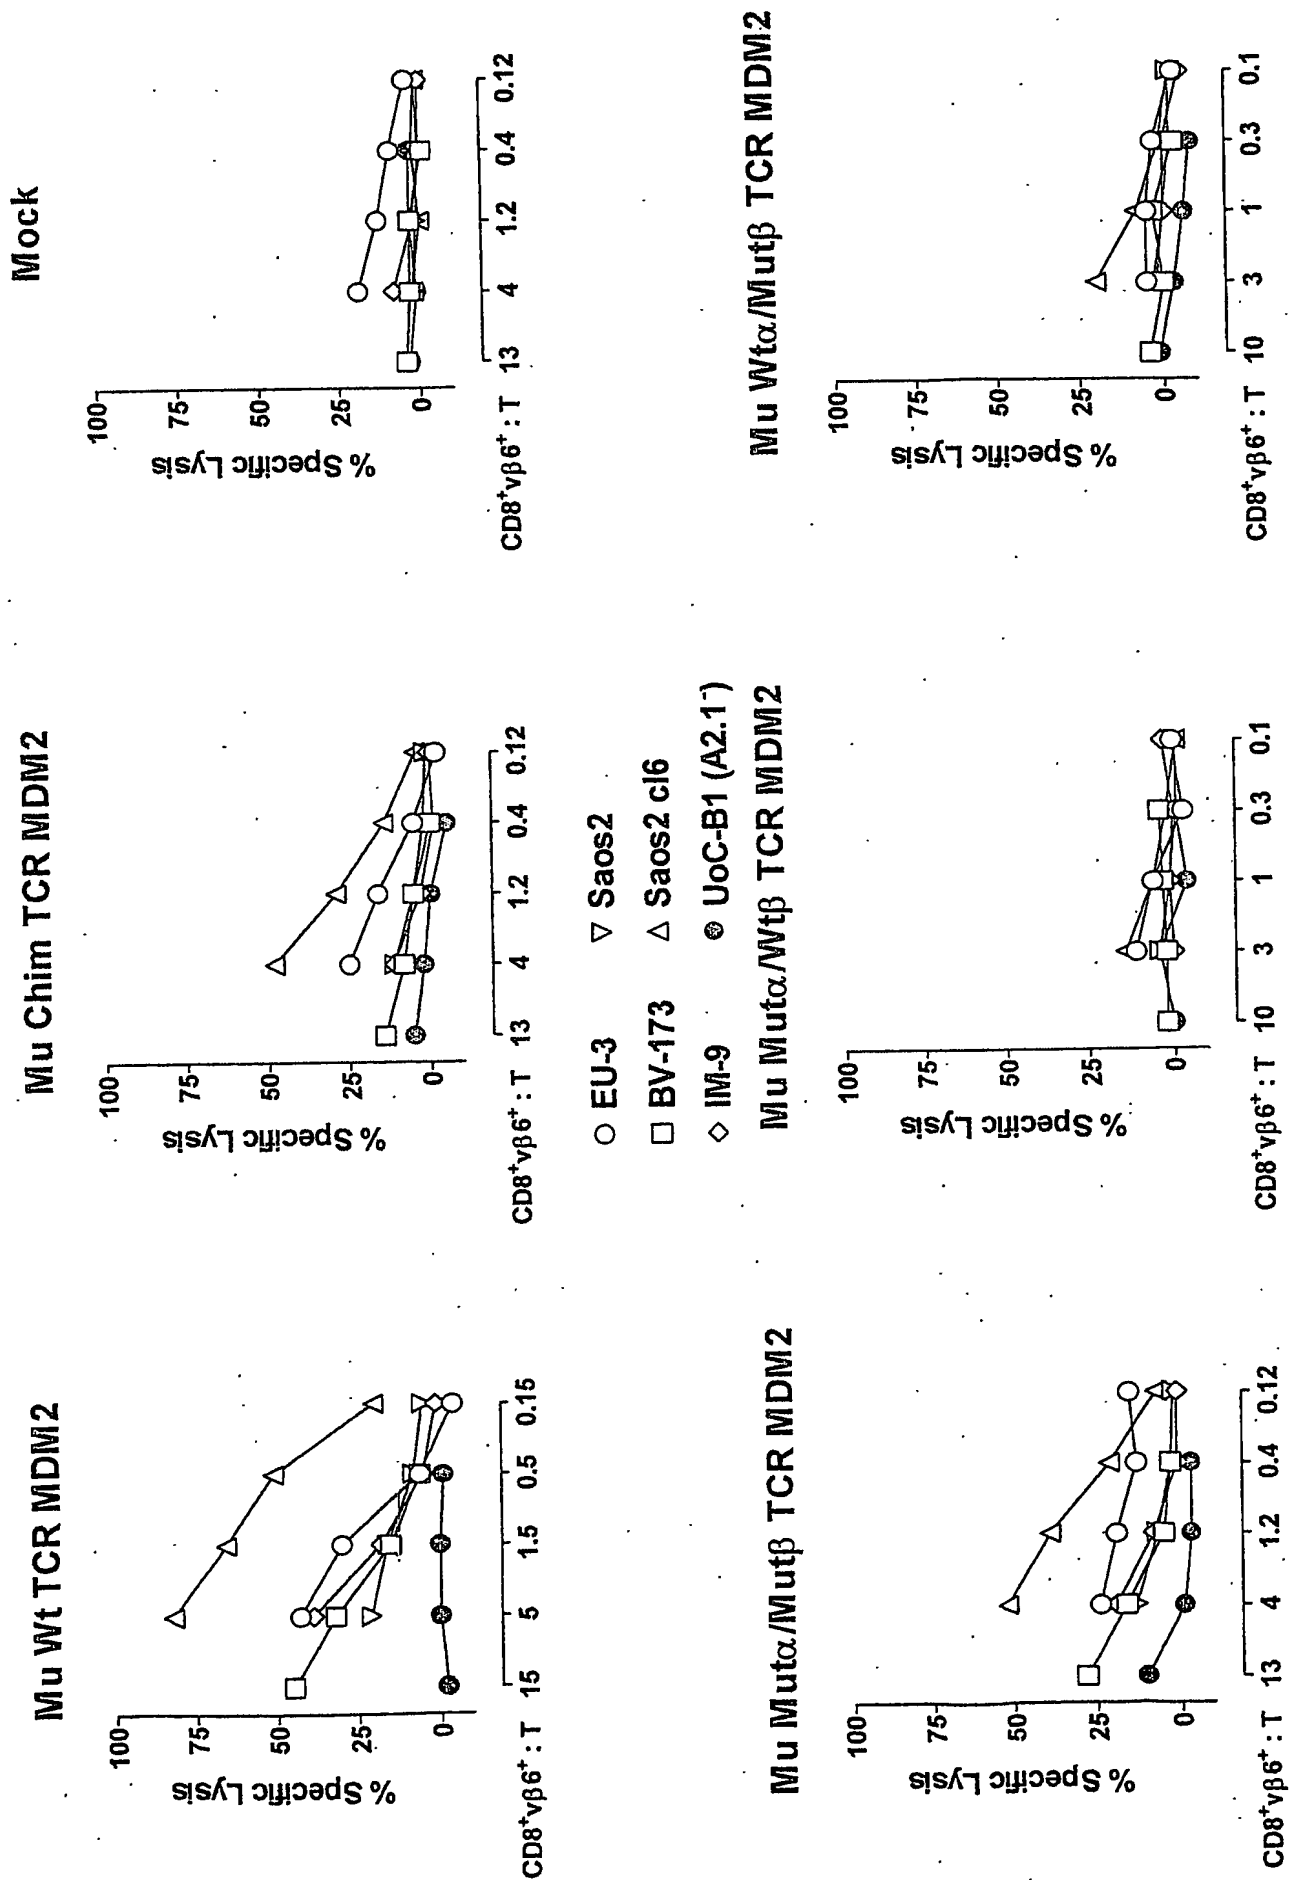 Mu Wt TCR MDM2
% Specific Lysis
100
75
50
25
0
CD8⁺vβ6⁺: T
15
5
1.5
0.5
0.15
Mu Chim TCR MDM2
% Specific Lysis
100
75
50
25
0
CD8⁺vβ6⁺: T
13
4
1.2
0.4
0.12
Mock
% Specific Lysis
100
75
50
25
0
CD8⁺vβ6⁺: T
13
4
1.2
0.4
0.12
EU-3
Saos2
BV-173
Saos2 cl6
IM-9
UoC-B1 (A2.1⁻)
Mu Mutα/Mutβ TCR MDM2
% Specific Lysis
100
75
50
25
0
CD8⁺vβ6⁺: T
13
4
1.2
0.4
0.12
Mu Mutα/Wtβ TCR MDM2
% Specific Lysis
100
75
50
25
0
CD8⁺vβ6⁺: T
10
3
1
0.3
0.1
Mu Wtα/Mutβ TCR MDM2
% Specific Lysis
100
75
50
25
0
CD8⁺vβ6⁺: T
10
3
1
0.3
0.1